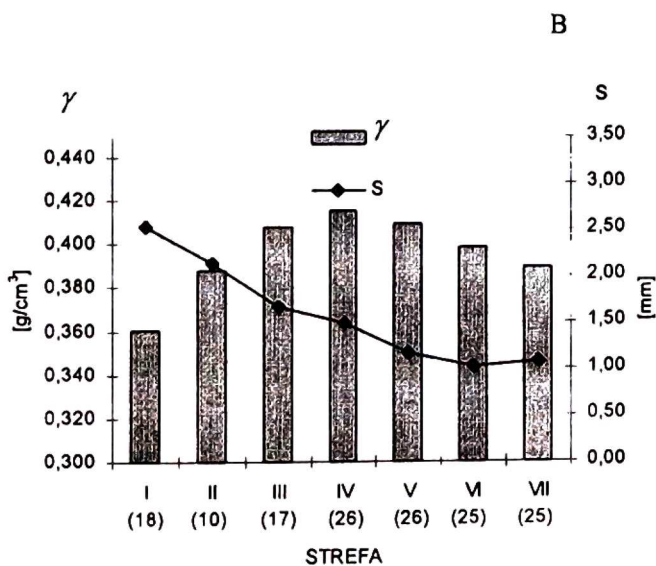 B
γ
S
γ
S
[g/cm³]
0,440
0,420
0,400
0,380
0,360
0,340
0,320
0,300
3,50
3,00
2,50
2,00
1,50
1,00
0,50
0,00
[mm]
I II III IV V VI VII
(18) (10) (17) (26) (26) (25) (25)
STREFA